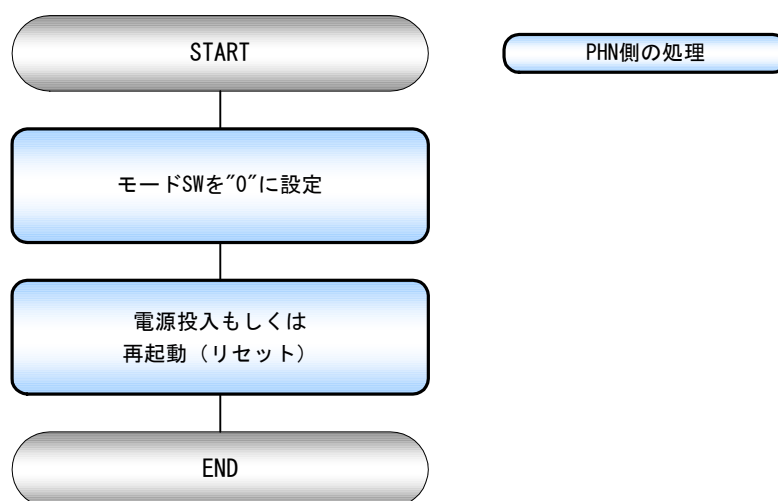 START
PHN側の処理
モードSWを"0"に設定
電源投入もしくは
再起動（リセット）
END